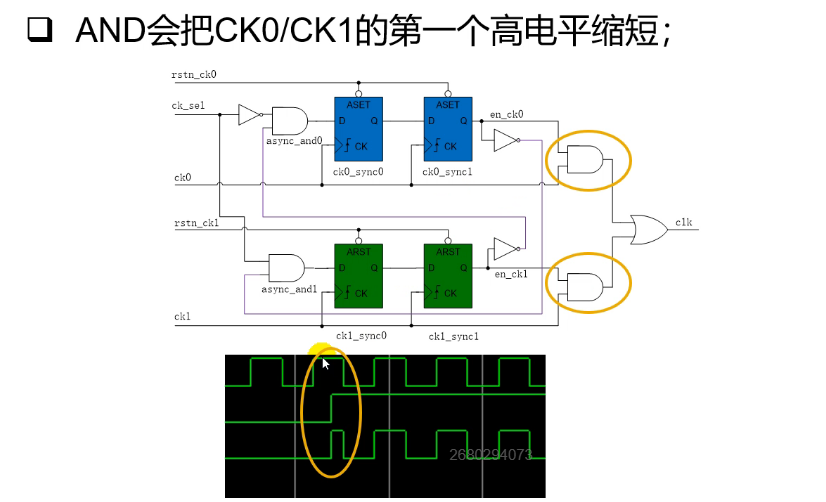 AND会把CK0/CK1的第一个高电平缩短；
rstn_ck0
ck_sel
ASET
ASET
en_ck0
D
Q
D
Q
async_and0
CK
CK
ck0_sync0
ck0_sync1
ck0
rstn_ck1
clk
ARST
ARST
D
Q
D
Q
en_ck1
async_and1
CK
CK
ck1
ck1_sync0
ck1_sync1
2680294073